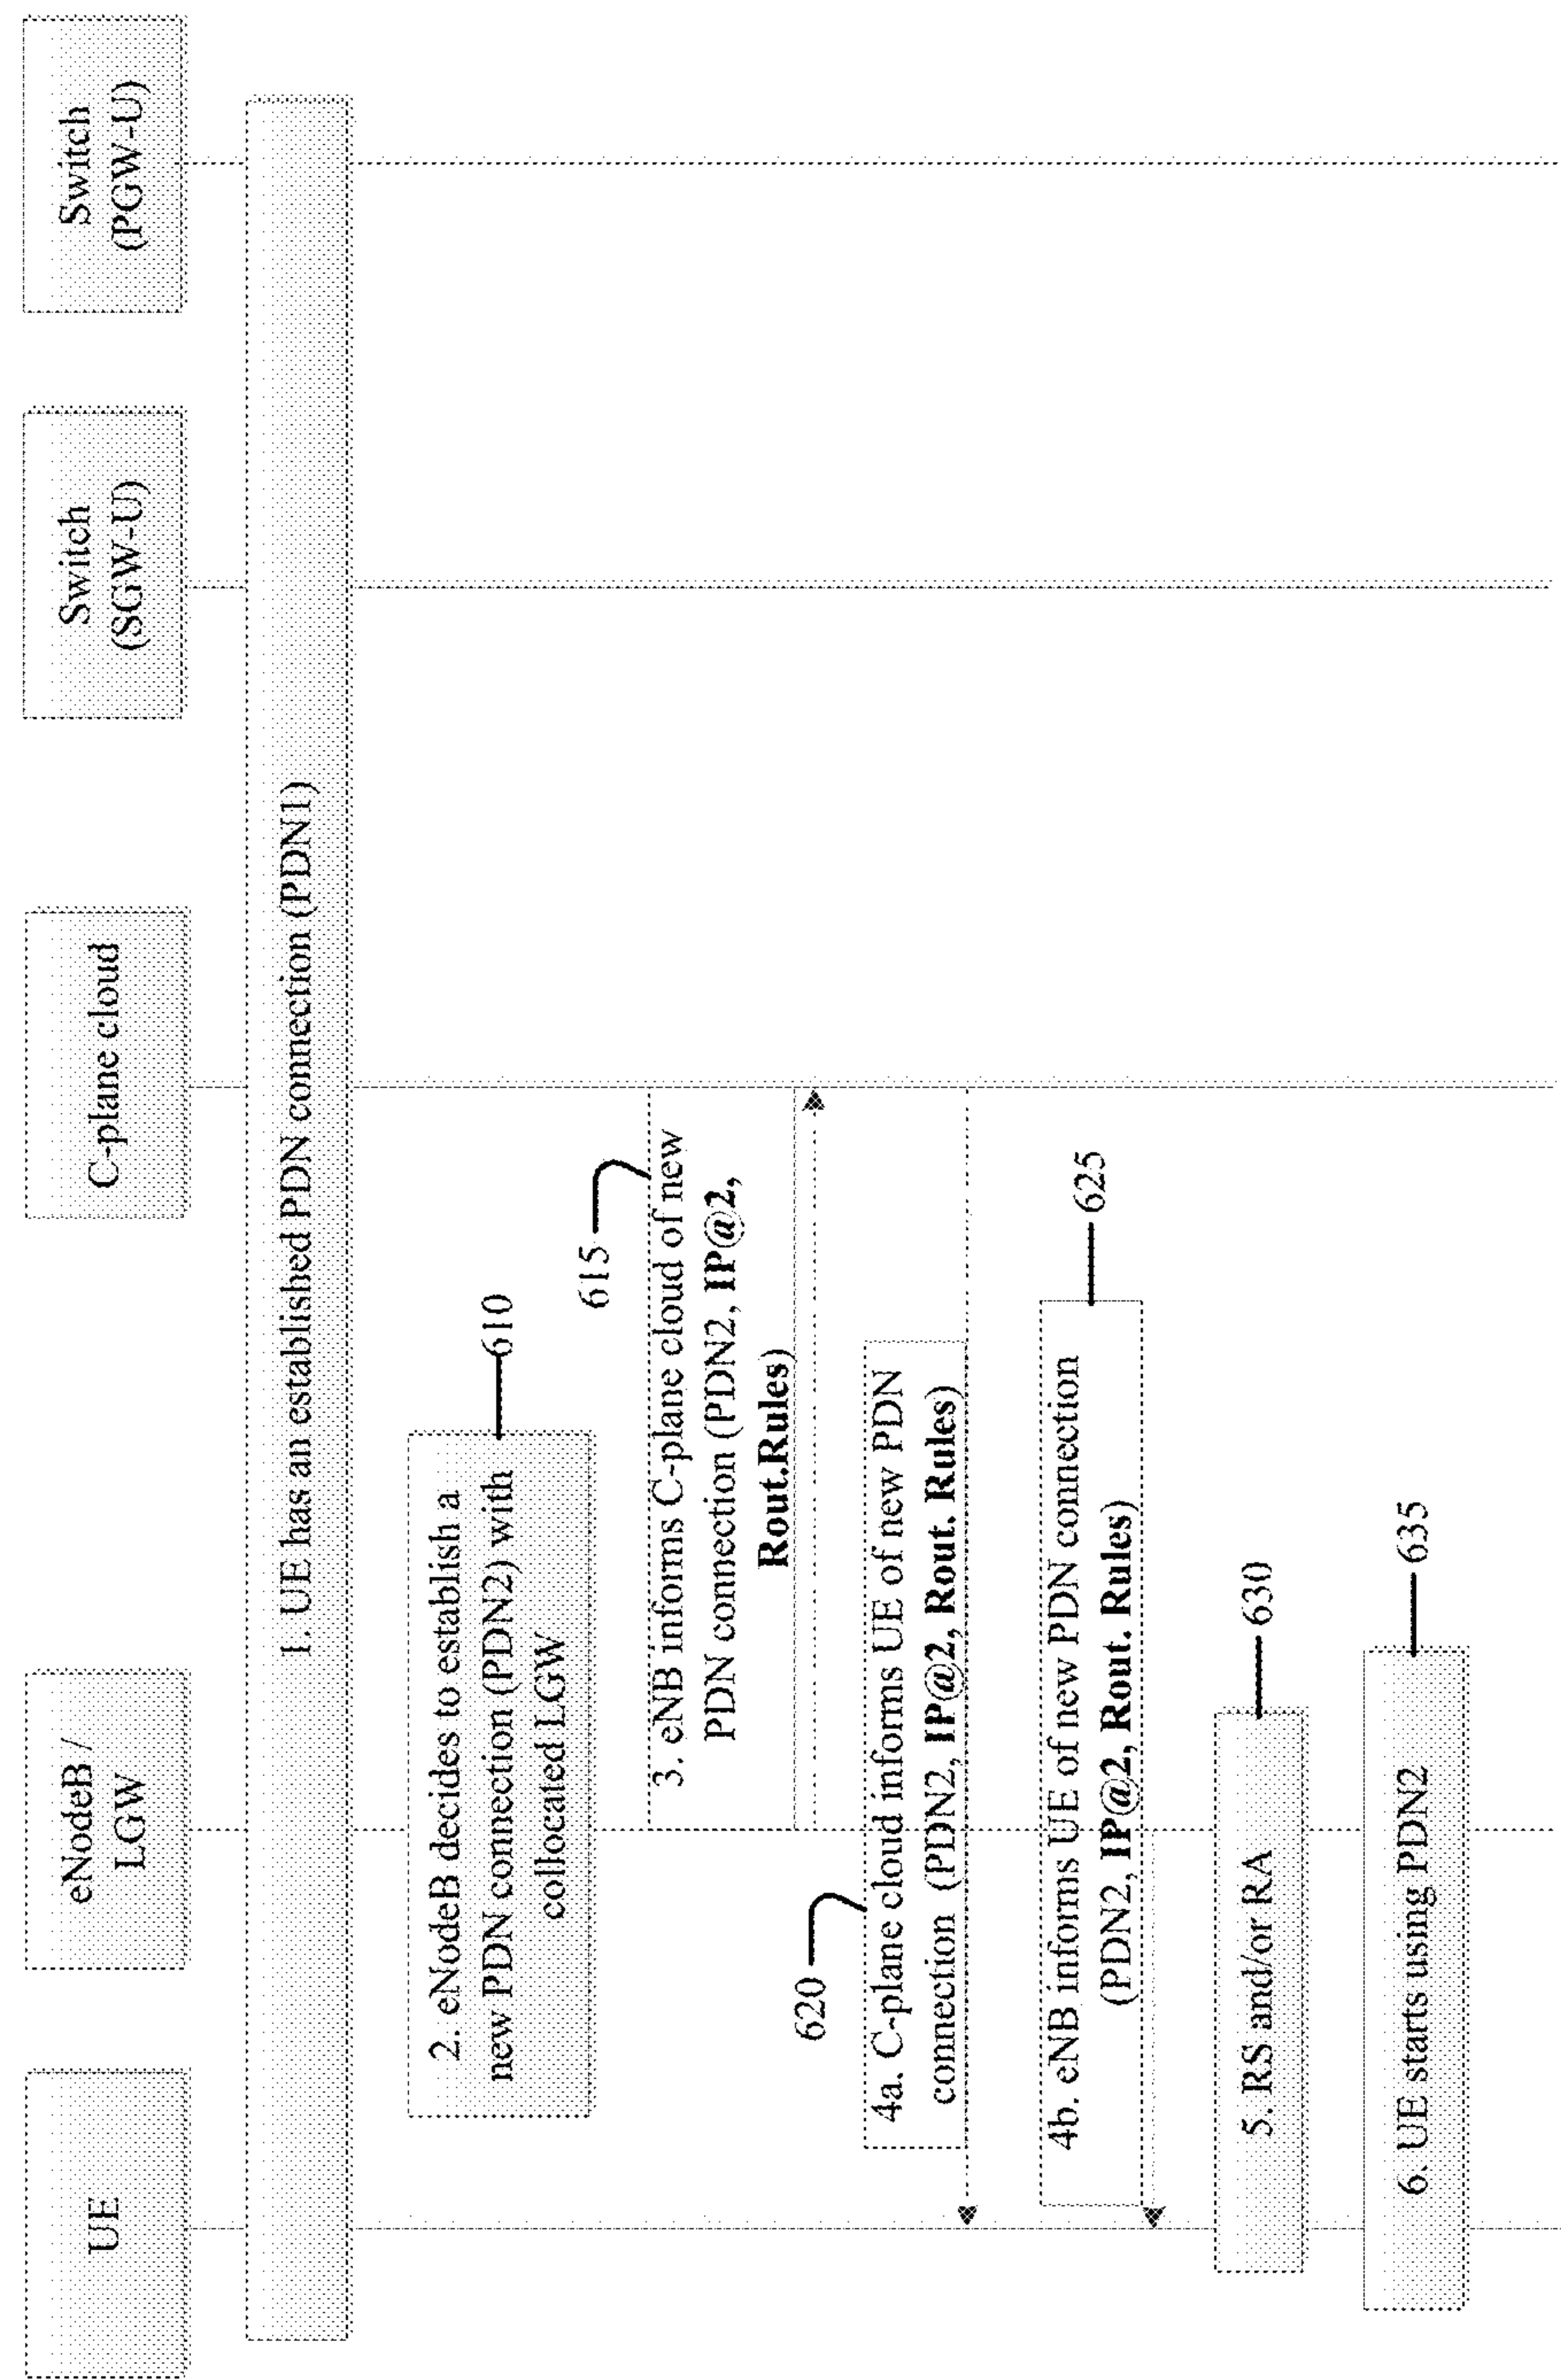 UE
eNodeB /
LGW
C-plane cloud
Switch
(SGW-U)
Switch
(PGW-U)
1. UE has an established PDN connection (PDN1)
2. eNodeB decides to establish a
new PDN connection (PDN2) with
collocated LGW
610
615
3. eNB informs C-plane cloud of new
PDN connection (PDN2, IP@2,
Rout.Rules)
620
4a. C-plane cloud informs UE of new PDN
connection (PDN2, IP@2, Rout. Rules)
625
4b. eNB informs UE of new PDN connection
(PDN2, IP@2, Rout. Rules)
5. RS and/or RA
630
6. UE starts using PDN2
635